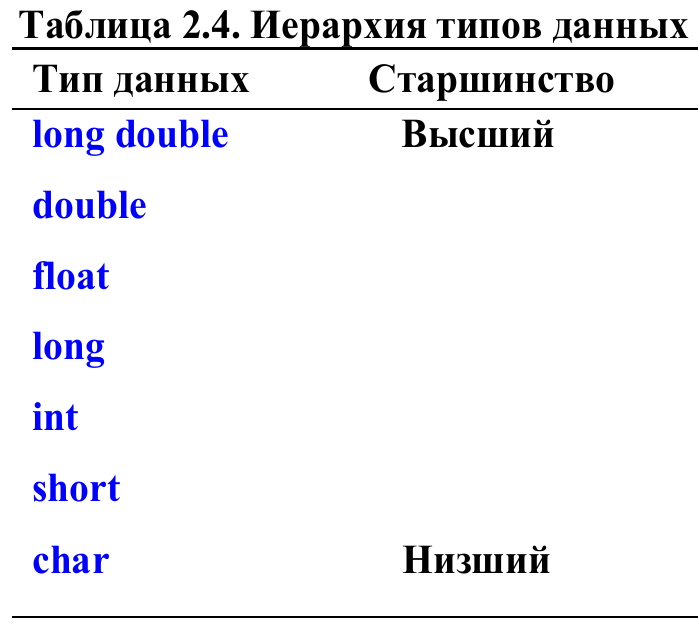 Таблица 2.4. Иерархия типов данных
Тип данных Старшинство
long double Высший
double
float
long
int
short
char Низший